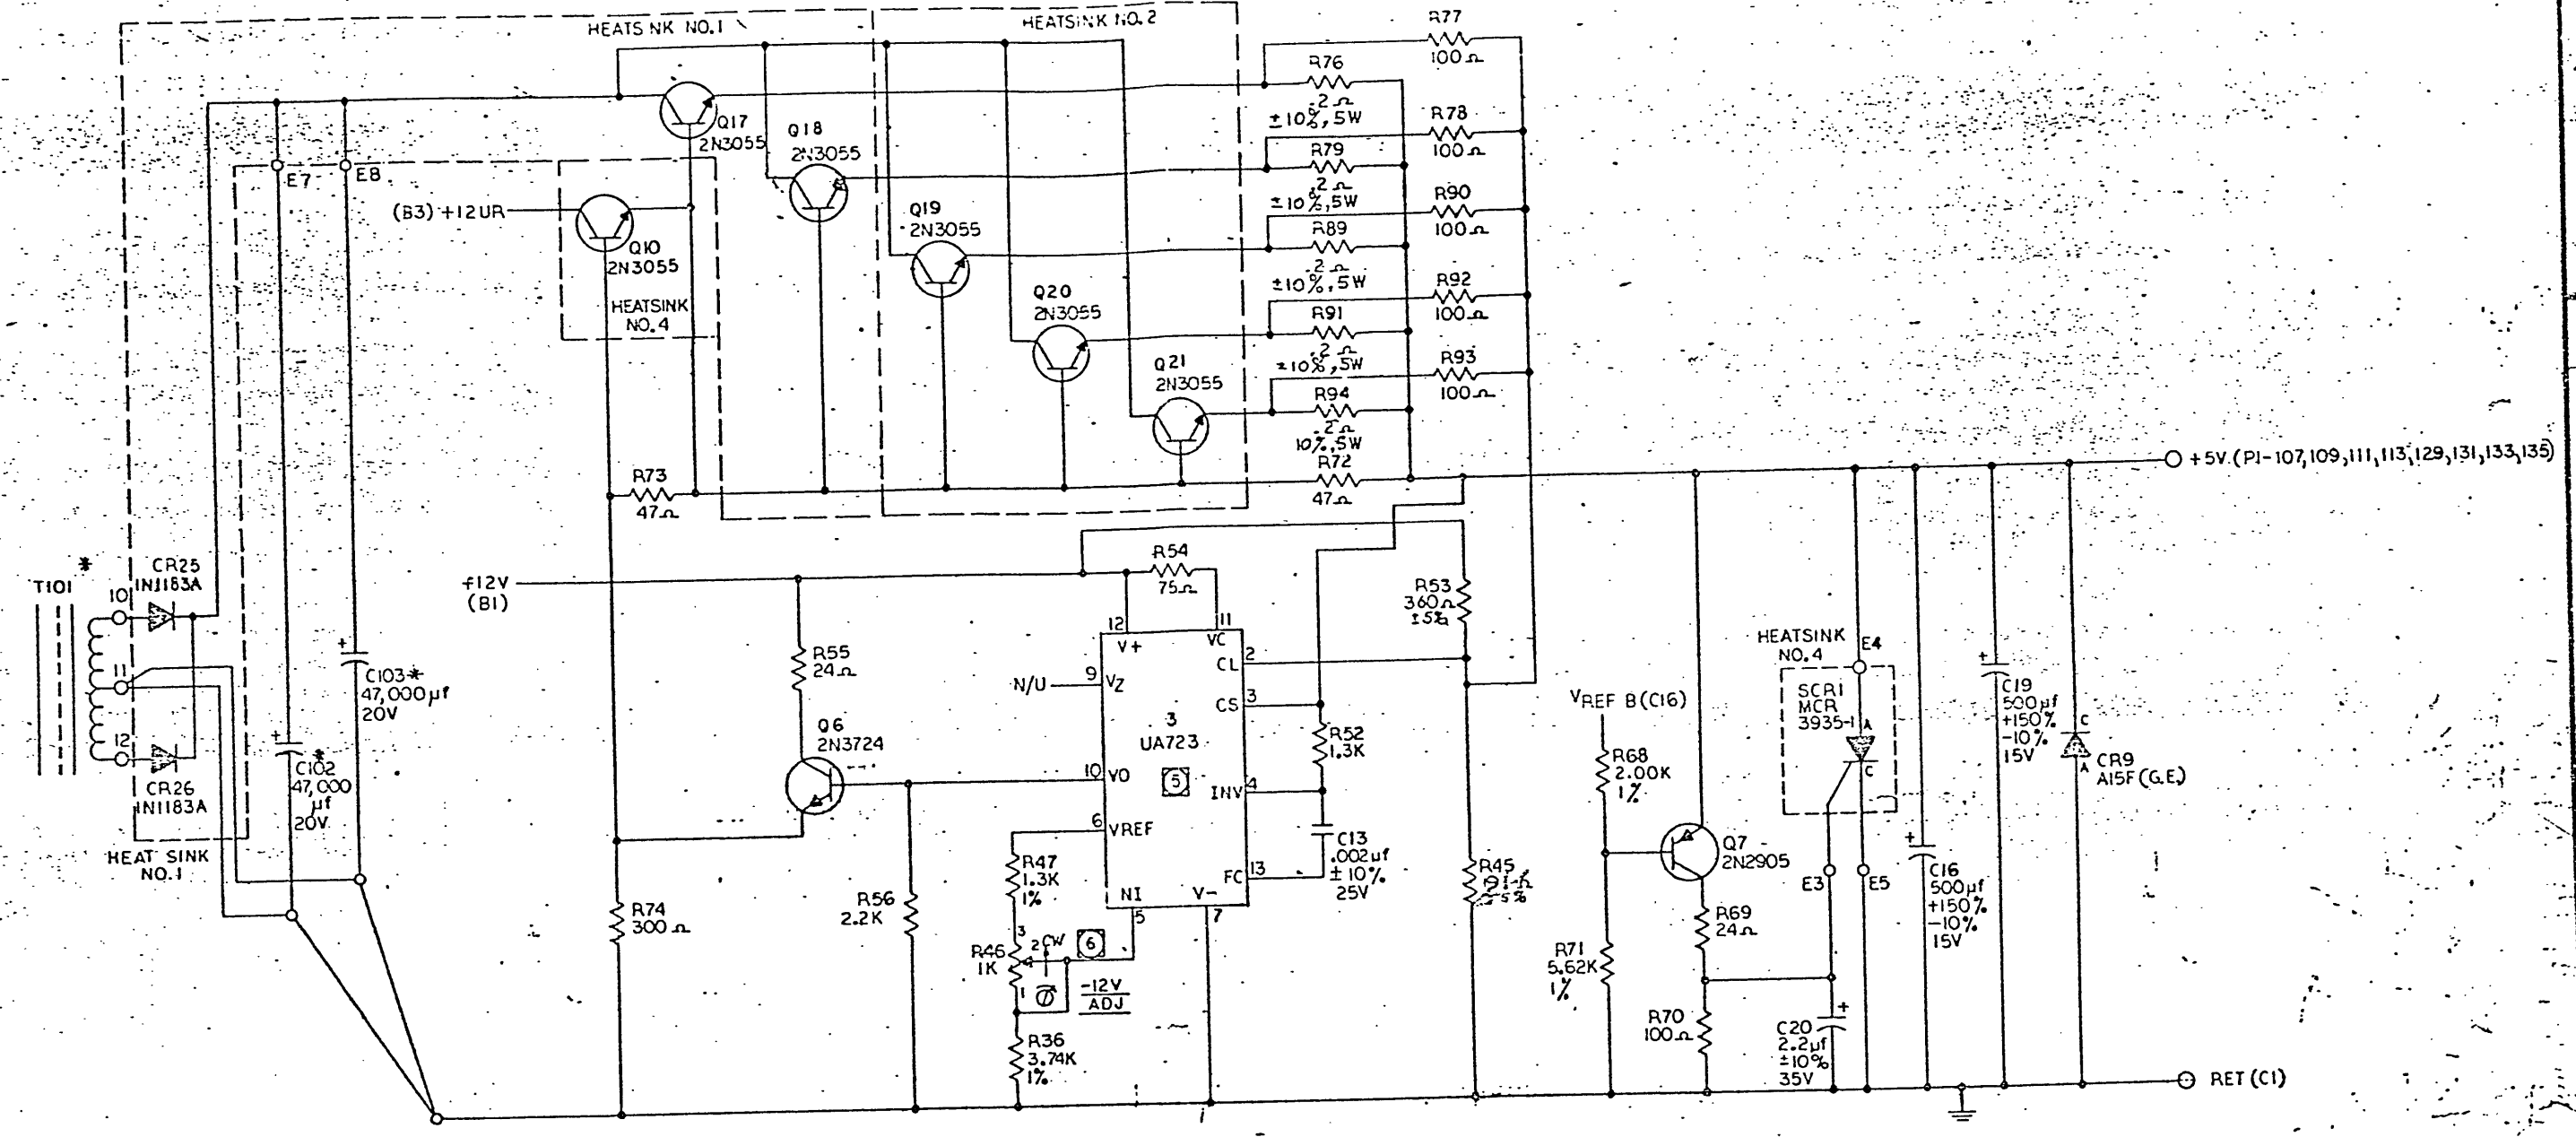 HEATS NK NO.1
HEATSINK NO.2
R77
100Ω
R76
.2Ω
±10%,5W
R78
100Ω
R79
.2Ω
±10%,5W
R90
100Ω
R89
.2Ω
±10%,5W
R92
100Ω
R91
.2Ω
±10%,5W
R93
100Ω
R94
.2Ω
10%,5W
R72
47Ω
Q17
2N3055
Q18
2N3055
Q19
2N3055
Q20
2N3055
Q21
2N3055
E7
E8
(B3)+12UR
Q10
2N3055
HEATSINK
NO.4
R73
47Ω
+5V.(P1-107,109,111,113,129,131,133,135)
T101
*
10
11
12
CR25
1N1183A
CR26
1N1183A
HEAT SINK
NO.1
C103*
47,000µf
20V
*
C102
47,000
µf
20V
+12V
(B1)
R54
75Ω
R53
360Ω
±5%
R55
24Ω
Q6
2N3724
N/U
12
V+
11
VC
9
VZ
CL
2
CS
3
3
UA723
5
10
VO
INV
4
6
VREF
FC
13
NI
5
V-
7
R52
1.3K
C13
.002µf
±10%
25V
R47
1.3K
1%
R46
1K
3
2
CW
6
1
-12V
ADJ
R36
3.74K
1%
R56
2.2K
R74
300Ω
R45
VREF B(C16)
R68
2.00K
1%
Q7
2N2905
R71
5.62K
1%
R69
24Ω
R70
100Ω
C20
2.2µf
±10%
35V
HEATSINK
NO.4
E4
SCR1
MCR
3935-1
A
C
E3
E5
C16
500µf
+150%
-10%
15V
C19
500µf
+150%
-10%
15V
C
A
CR9
A15F(G.E.)
RET(C1)